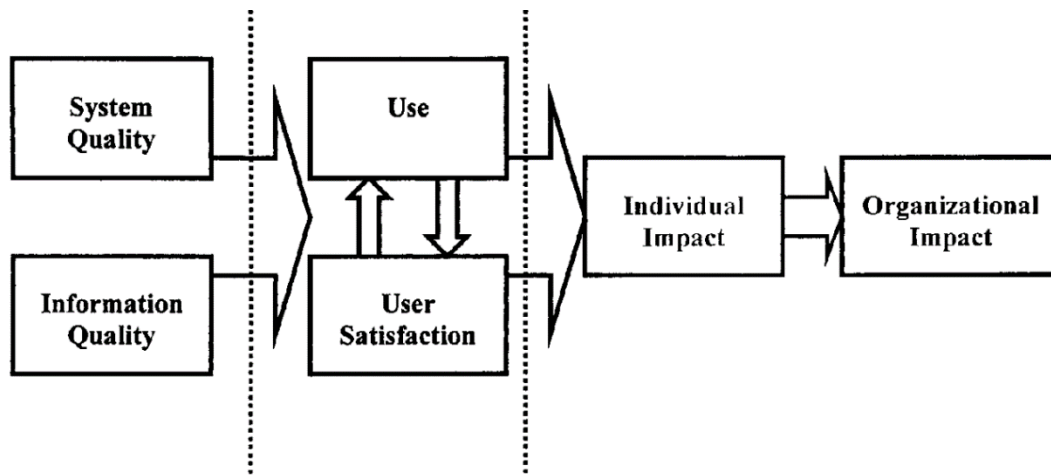 System
Quality
Use
Individual
Impact
Organizational
Impact
Information
Quality
User
Satisfaction